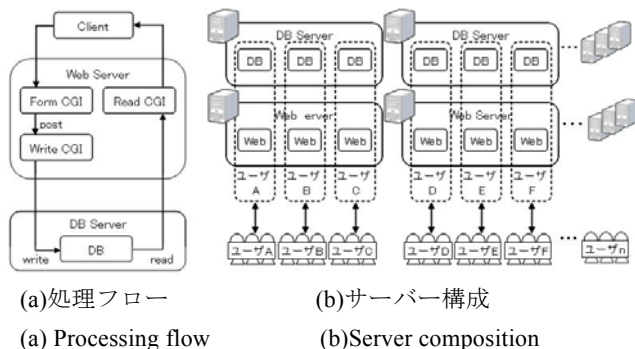 Client
Web Server
Form CGI
Read CGI
post
Write CGI
DB Server
DB
write
read
DB Server
DB DB DB
Web erver
Web Web Web
ユーザ ユーザ ユーザ
A B C
ユーザA ユーザB ユーザC
DB Server
DB DB DB
…
Web Server
Web Web Web
…
ユーザ ユーザ ユーザ
D E F
ユーザD ユーザE ユーザF … ユーザn
(a)処理フロー (b)サーバー構成
(a) Processing flow (b)Server composition